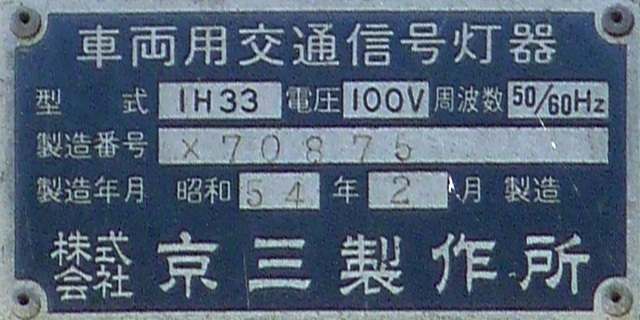 車両用交通信号灯器
型式 1H33 電圧 100V 周波数 50/60Hz
製造番号 X70875
製造年月 昭和 54 年 2 月 製造
株式会社 京三製作所